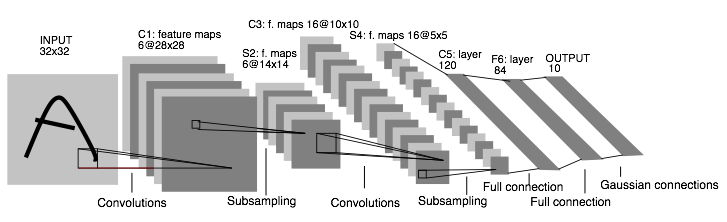 INPUT
32x32
C1: feature maps
6@28x28
S2: f. maps
6@14x14
C3: f. maps 16@10x10
S4: f. maps 16@5x5
C5: layer
120
F6: layer
84
OUTPUT
10
A
Convolutions
Subsampling
Convolutions
Subsampling
Full connection
Full connection
Gaussian connections